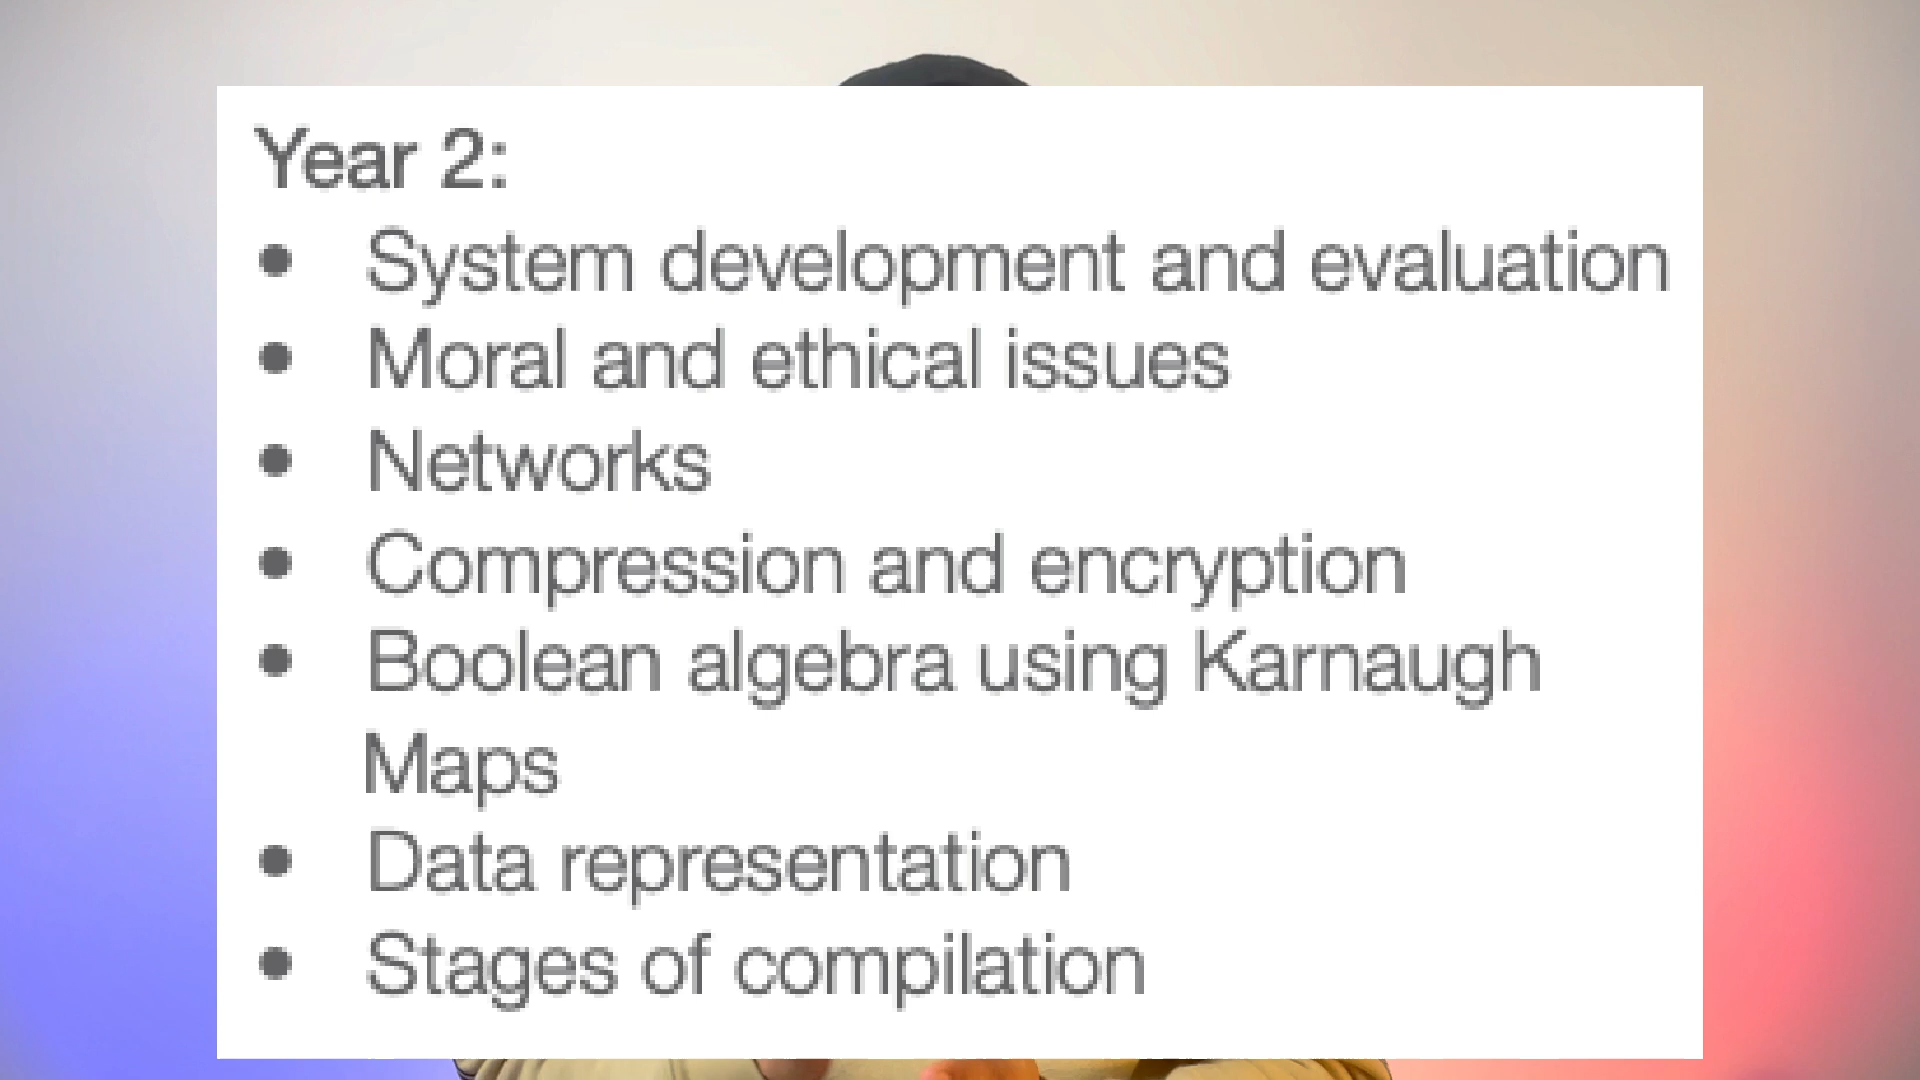 Year 2:
• System development and evaluation
• Moral and ethical issues
• Networks
• Compression and encryption
• Boolean algebra using Karnaugh
Maps
• Data representation
• Stages of compilation